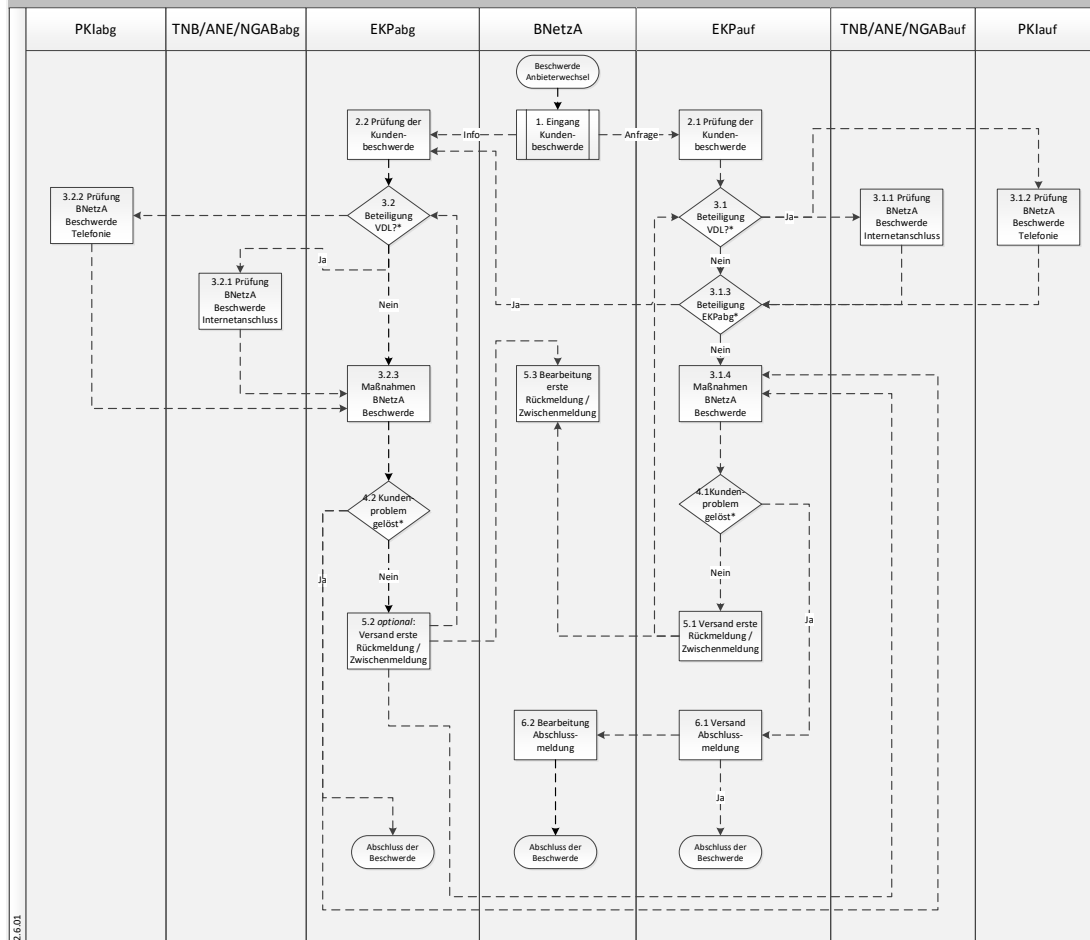 PKIabg
TNB/ANE/NGABabg
EKPabg
BNetzA
EKPauf
TNB/ANE/NGABauf
PKIauf
Beschwerde
Anbieterwechsel
2.2 Prüfung der
Kunden-
beschwerde
Info
1. Eingang
Kunden-
beschwerde
Anfrage
2.1 Prüfung der
Kunden-
beschwerde
3.2.2 Prüfung
BNetzA
Beschwerde
Telefonie
3.2
Beteiligung
VDL?*
3.1
Beteiligung
VDL?*
Ja
3.1.1 Prüfung
BNetzA
Beschwerde
Internetanschluss
3.1.2 Prüfung
BNetzA
Beschwerde
Telefonie
Ja
Nein
3.2.1 Prüfung
BNetzA
Beschwerde
Internetanschluss
Nein
Ja
3.1.3
Beteiligung
EKPabg*
Nein
3.2.3
Maßnahmen
BNetzA
Beschwerde
5.3 Bearbeitung
erste
Rückmeldung /
Zwischenmeldung
3.1.4
Maßnahmen
BNetzA
Beschwerde
4.2 Kunden-
problem
gelöst*
4.1Kunden-
problem
gelöst*
Ja
Nein
Nein
Ja
5.2 optional:
Versand erste
Rückmeldung /
Zwischenmeldung
5.1 Versand erste
Rückmeldung /
Zwischenmeldung
6.2 Bearbeitung
Abschluss-
meldung
6.1 Versand
Abschluss-
meldung
Ja
Abschluss der
Beschwerde
Abschluss der
Beschwerde
Abschluss der
Beschwerde
2.6.01